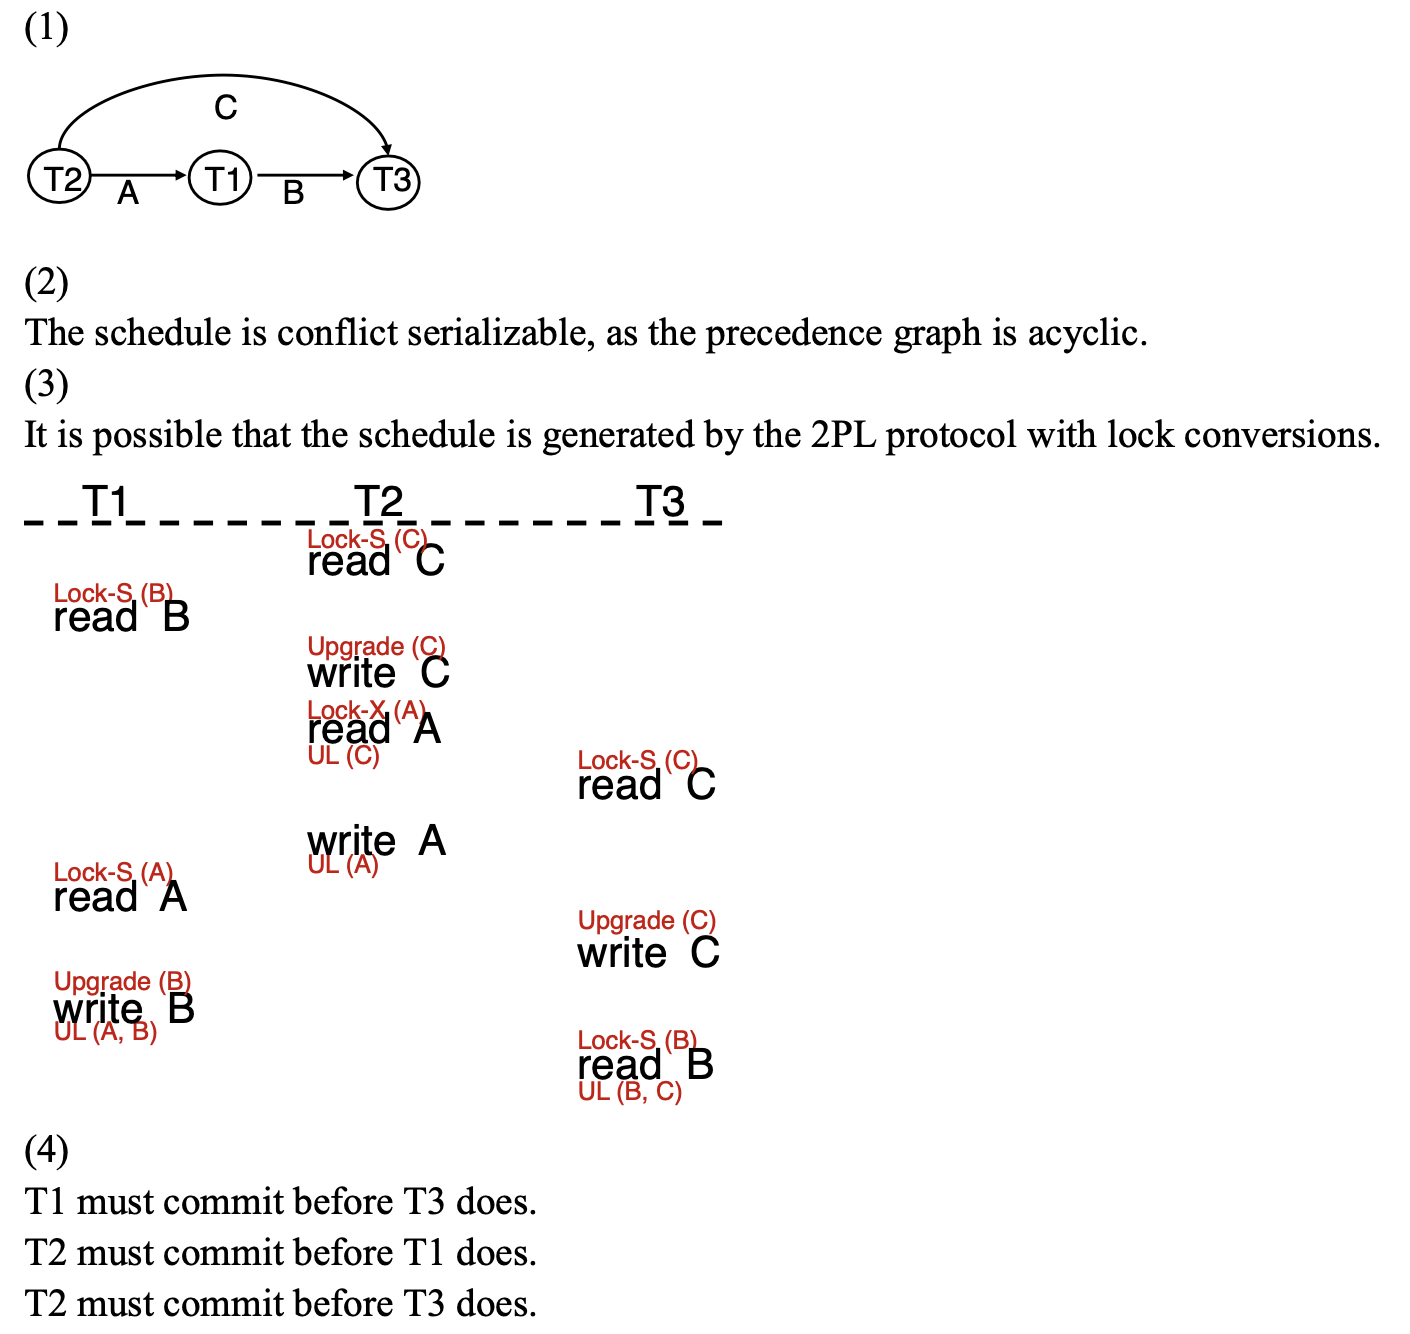 (1)
C
T2 T1 T3
A B
(2)
The schedule is conflict serializable, as the precedence graph is acyclic.
(3)
It is possible that the schedule is generated by the 2PL protocol with lock conversions.
T1 T2 T3
Lock-S (C)
read C
Lock-S (B)
read B
Upgrade (C)
write C
Lock-X (A)
read A
UL (C)
Lock-S (C)
read C
write A
UL (A)
Lock-S (A)
read A
Upgrade (C)
write C
Upgrade (B)
write B
UL (A, B)
Lock-S (B)
read B
UL (B, C)
(4)
T1 must commit before T3 does.
T2 must commit before T1 does.
T2 must commit before T3 does.